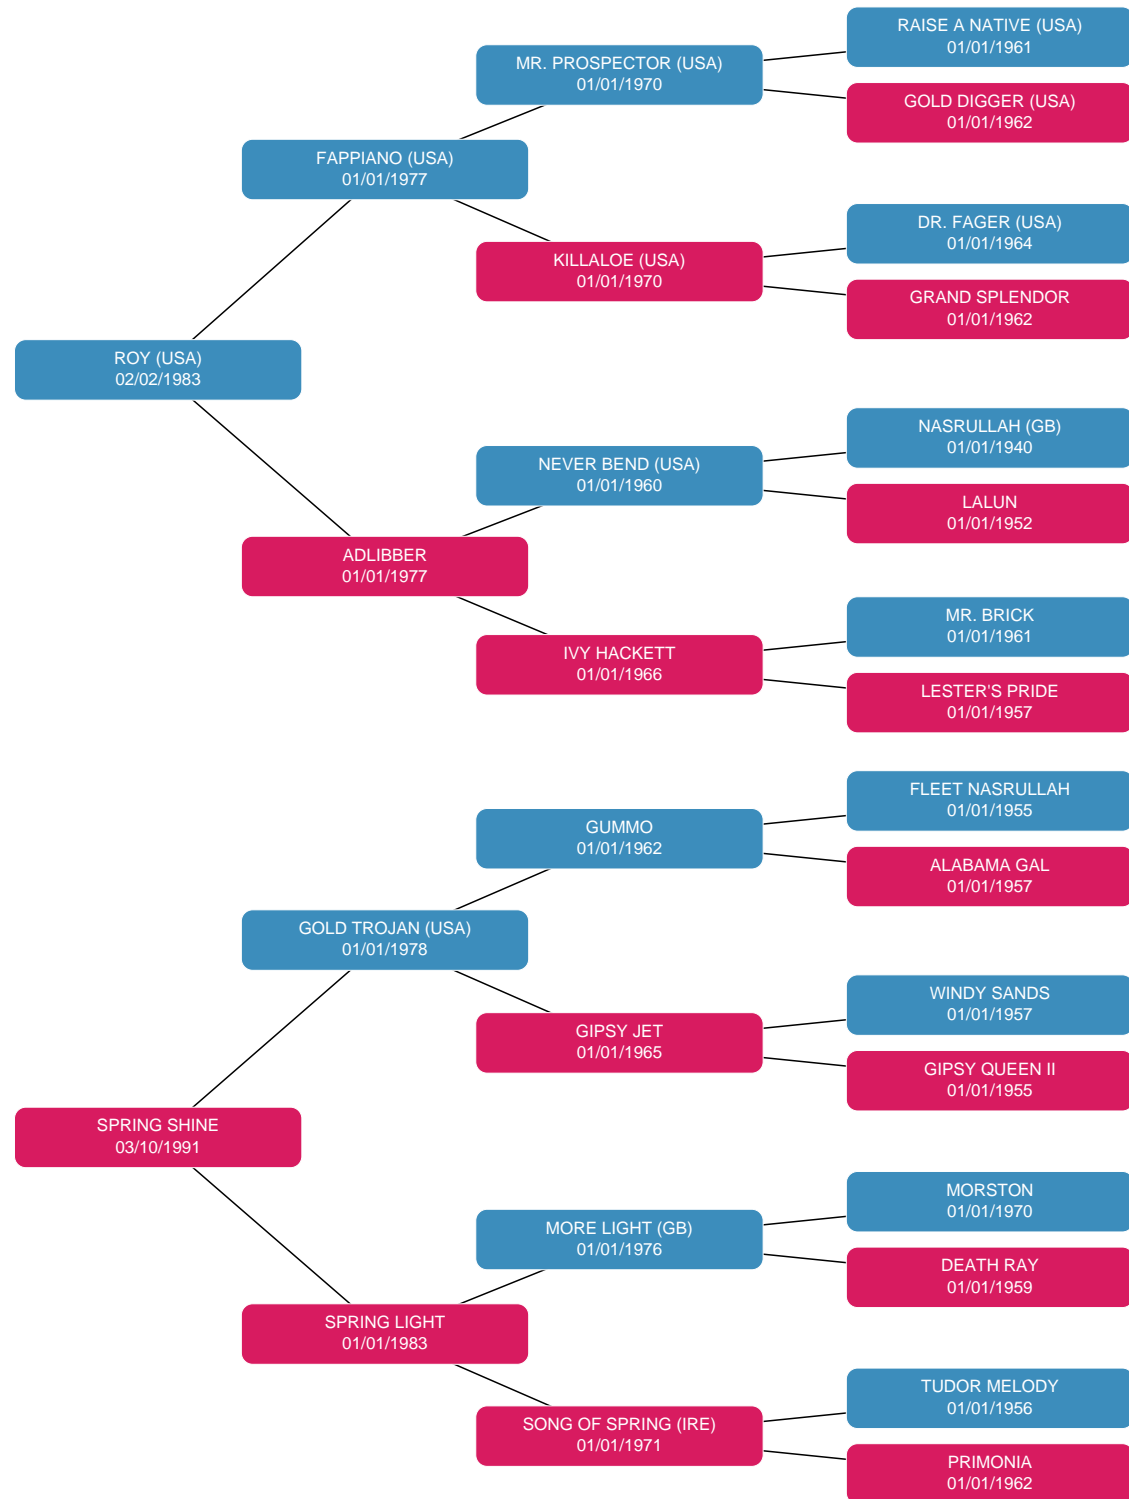 RAISE A NATIVE (USA)
01/01/1961
MR. PROSPECTOR (USA)
01/01/1970
GOLD DIGGER (USA)
01/01/1962
FAPPIANO (USA)
01/01/1977
DR. FAGER (USA)
01/01/1964
KILLALOE (USA)
01/01/1970
GRAND SPLENDOR
01/01/1962
ROY (USA)
02/02/1983
NASRULLAH (GB)
01/01/1940
NEVER BEND (USA)
01/01/1960
LALUN
01/01/1952
ADLIBBER
01/01/1977
MR. BRICK
01/01/1961
IVY HACKETT
01/01/1966
LESTER'S PRIDE
01/01/1957
FLEET NASRULLAH
01/01/1955
GUMMO
01/01/1962
ALABAMA GAL
01/01/1957
GOLD TROJAN (USA)
01/01/1978
WINDY SANDS
01/01/1957
GIPSY JET
01/01/1965
GIPSY QUEEN II
01/01/1955
SPRING SHINE
03/10/1991
MORSTON
01/01/1970
MORE LIGHT (GB)
01/01/1976
DEATH RAY
01/01/1959
SPRING LIGHT
01/01/1983
TUDOR MELODY
01/01/1956
SONG OF SPRING (IRE)
01/01/1971
PRIMONIA
01/01/1962